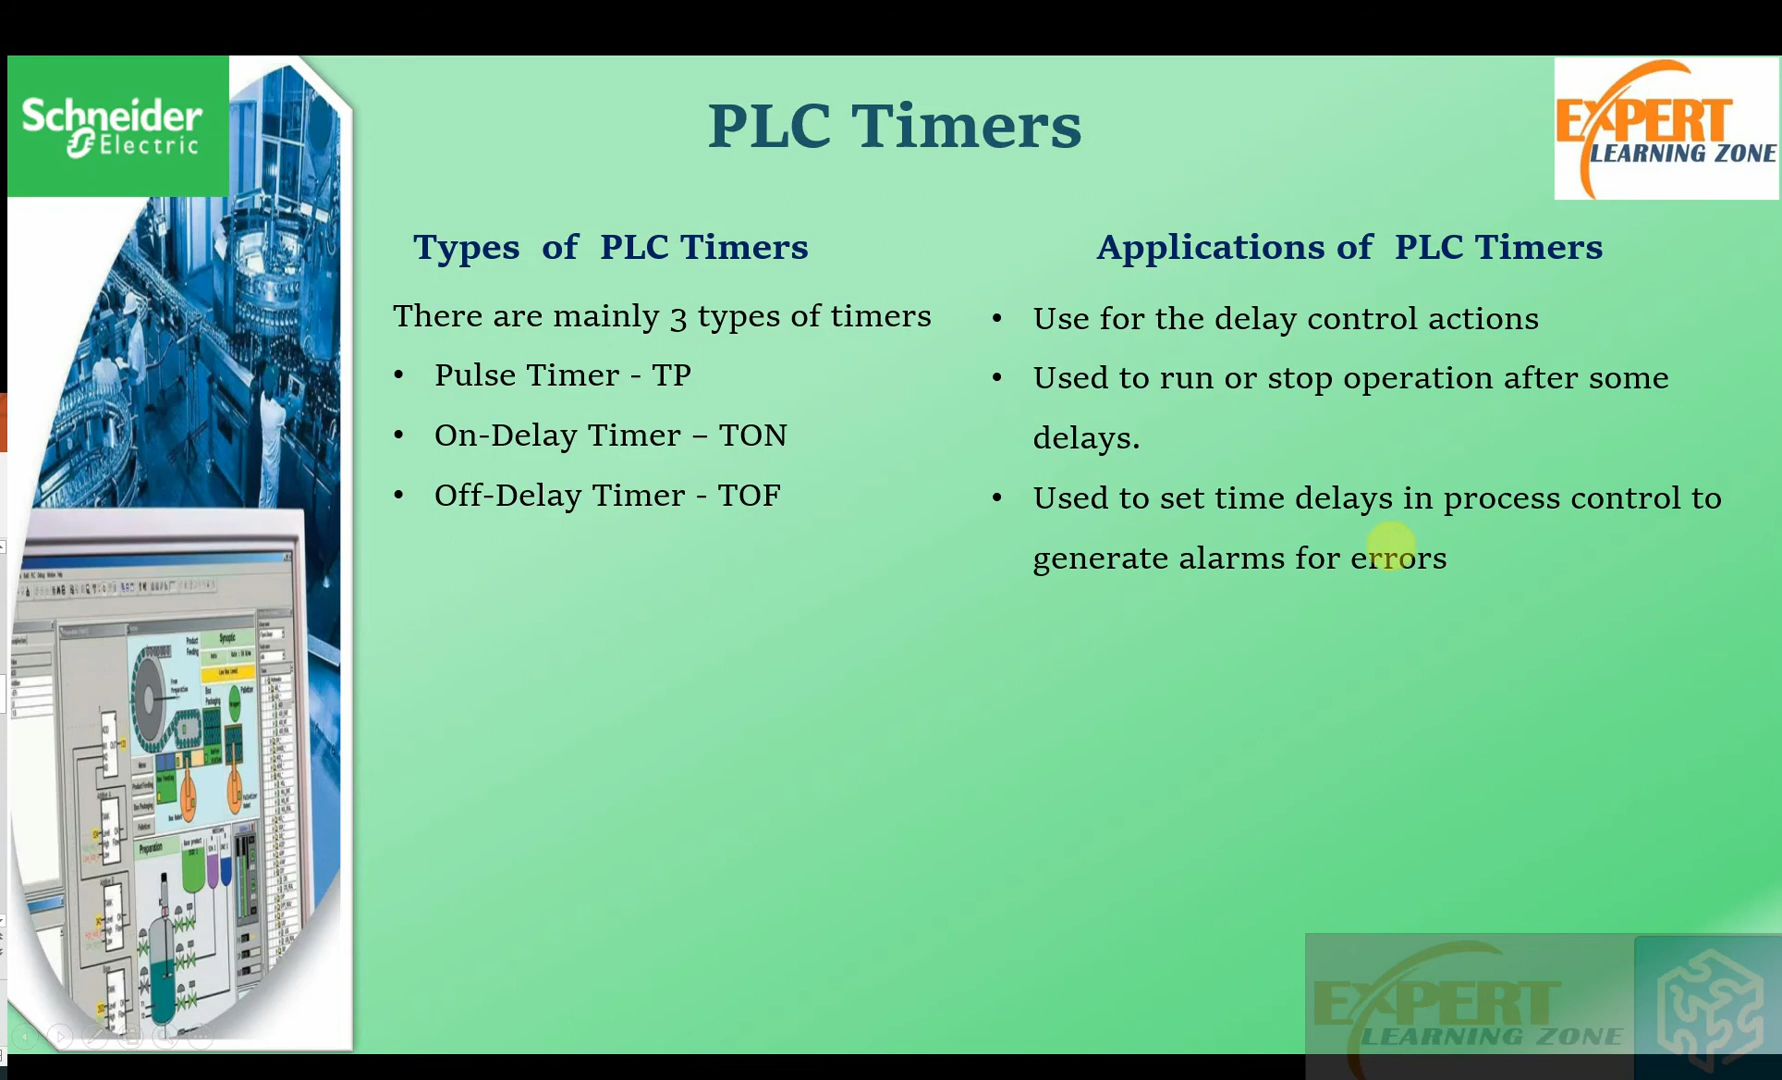 Schneider
Electric
PLC Timers
EXPERT
LEARNING ZONE
Types of PLC Timers
There are mainly 3 types of timers
• Pulse Timer - TP
• On-Delay Timer – TON
• Off-Delay Timer - TOF
Applications of PLC Timers
• Use for the delay control actions
• Used to run or stop operation after some
delays.
• Used to set time delays in process control to
generate alarms for errors
Synoptic
Preparation
EXPERT
LEARNING ZONE